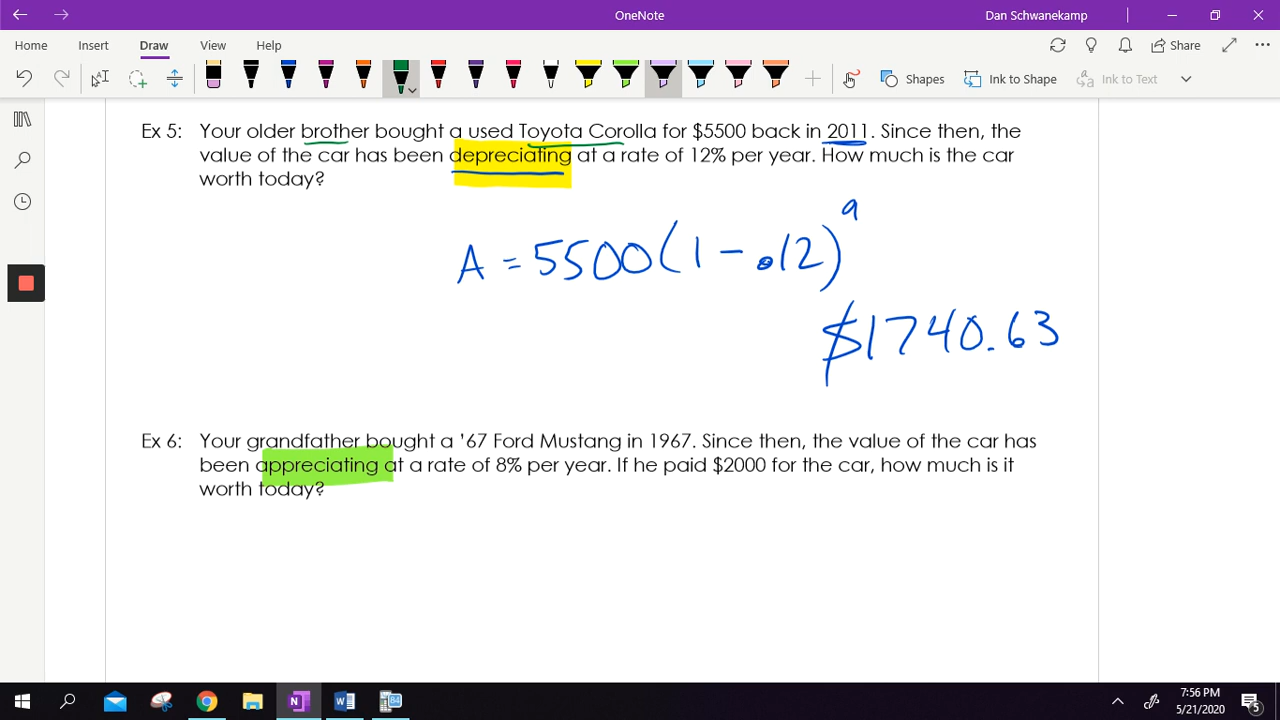 OneNote
Dan Schwanekamp
Home Insert Draw View Help
Share
Shapes Ink to Shape Ink to Text
Ex 5: Your older brother bought a used Toyota Corolla for $5500 back in 2011. Since then, the
value of the car has been depreciating at a rate of 12% per year. How much is the car
worth today?
A = 5500(1 - .12)^9
$1740.63
Ex 6: Your grandfather bought a '67 Ford Mustang in 1967. Since then, the value of the car has
been appreciating at a rate of 8% per year. If he paid $2000 for the car, how much is it
worth today?
7:56 PM
5/21/2020
5